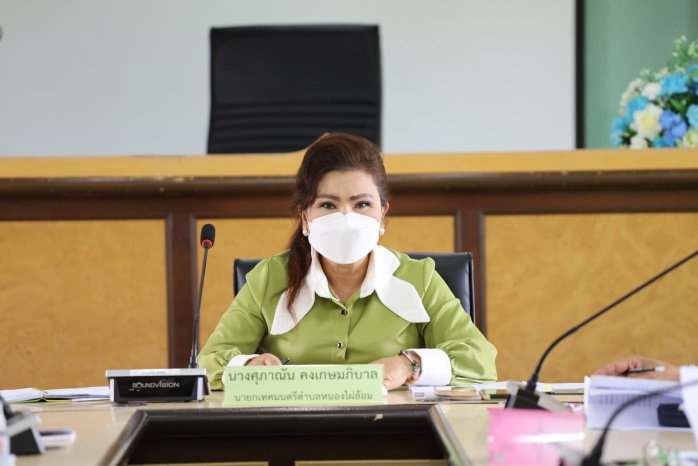 SOUNDVISION
นางศุภาณัน คงเกษมภิบาล
นายกเทศมนตรีตำบลหนองไผ่ล้อม